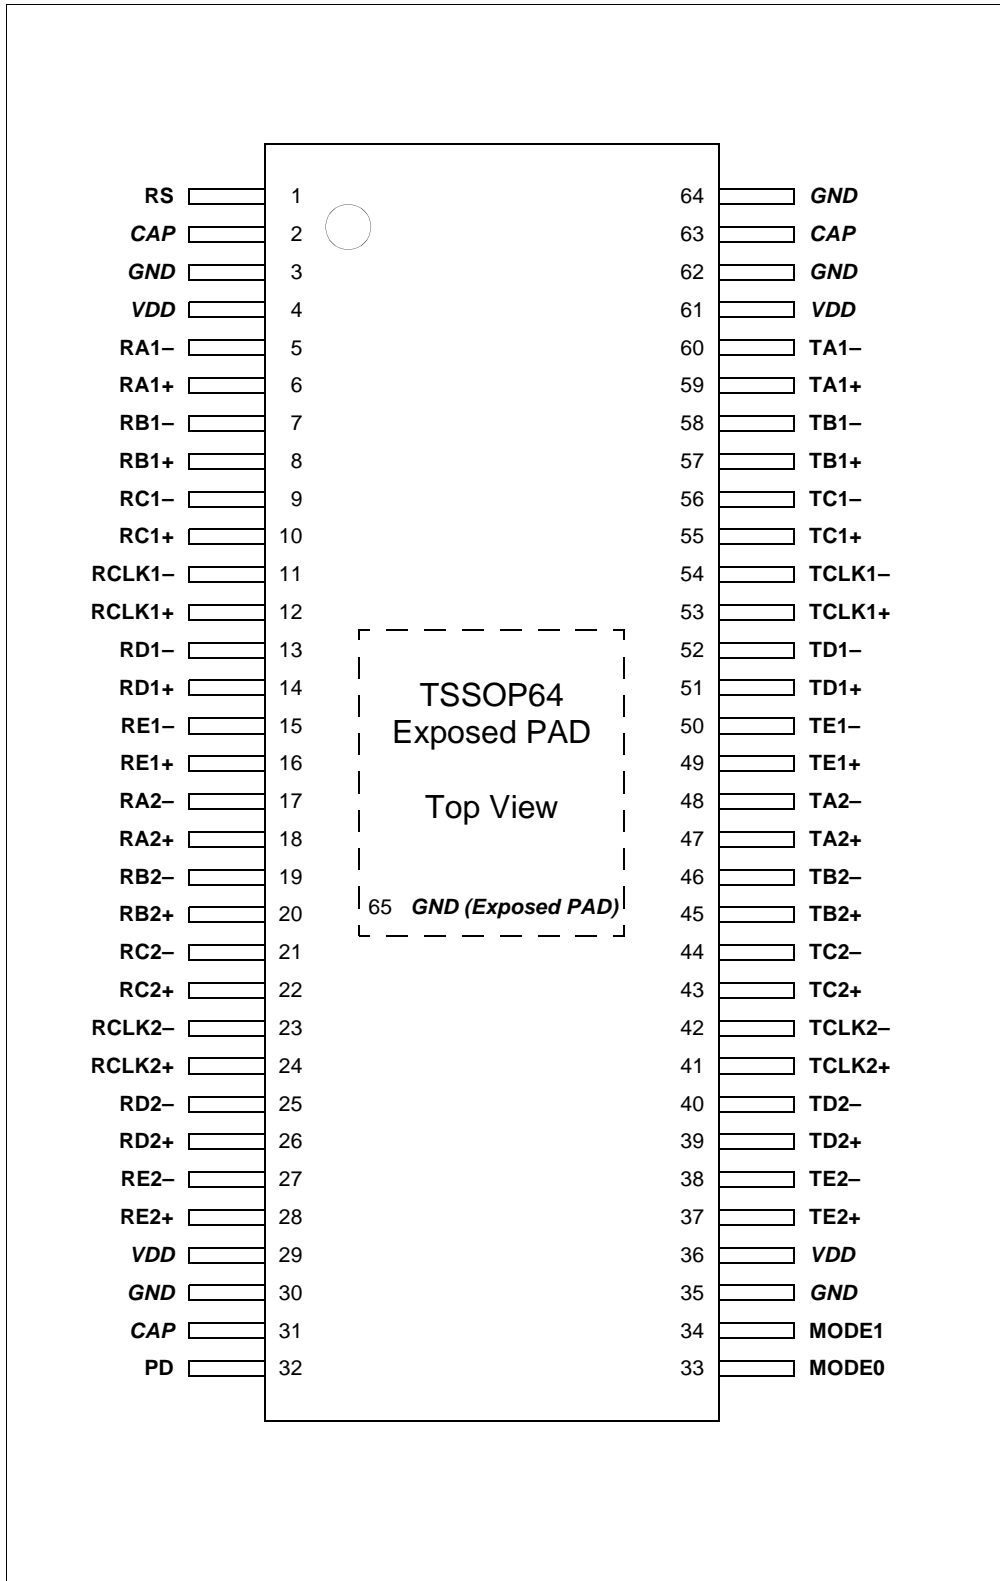 RS 1 64 GND
CAP 2 63 CAP
GND 3 62 GND
VDD 4 61 VDD
RA1– 5 60 TA1–
RA1+ 6 59 TA1+
RB1– 7 58 TB1–
RB1+ 8 57 TB1+
RC1– 9 56 TC1–
RC1+ 10 55 TC1+
RCLK1– 11 54 TCLK1–
RCLK1+ 12 53 TCLK1+
RD1– 13 52 TD1–
RD1+ 14 51 TD1+
RE1– 15 50 TE1–
RE1+ 16 49 TE1+
RA2– 17 48 TA2–
RA2+ 18 47 TA2+
RB2– 19 46 TB2–
RB2+ 20 45 TB2+
RC2– 21 44 TC2–
RC2+ 22 43 TC2+
RCLK2– 23 42 TCLK2–
RCLK2+ 24 41 TCLK2+
RD2– 25 40 TD2–
RD2+ 26 39 TD2+
RE2– 27 38 TE2–
RE2+ 28 37 TE2+
VDD 29 36 VDD
GND 30 35 GND
CAP 31 34 MODE1
PD 32 33 MODE0
TSSOP64
Exposed PAD
Top View
65 GND (Exposed PAD)